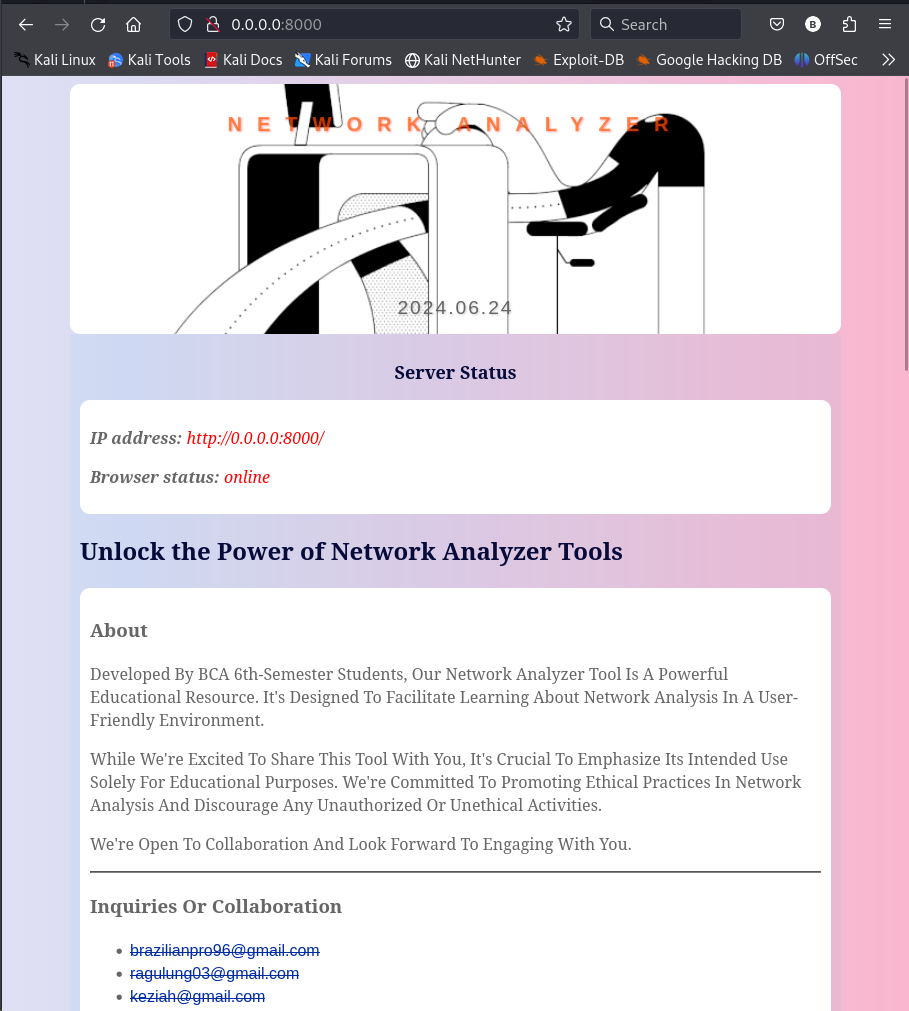 0.0.0.0:8000
Search
Kali Linux Kali Tools Kali Docs Kali Forums Kali NetHunter Exploit-DB Google Hacking DB OffSec
NETWORK ANALYZER
2024.06.24
Server Status
IP address: http://0.0.0.0:8000/
Browser status: online
Unlock the Power of Network Analyzer Tools
About
Developed By BCA 6th-Semester Students, Our Network Analyzer Tool Is A Powerful
Educational Resource. It's Designed To Facilitate Learning About Network Analysis In A User-
Friendly Environment.
While We're Excited To Share This Tool With You, It's Crucial To Emphasize Its Intended Use
Solely For Educational Purposes. We're Committed To Promoting Ethical Practices In Network
Analysis And Discourage Any Unauthorized Or Unethical Activities.
We're Open To Collaboration And Look Forward To Engaging With You.
Inquiries Or Collaboration
brazilianpro96@gmail.com
ragulung03@gmail.com
keziah@gmail.com